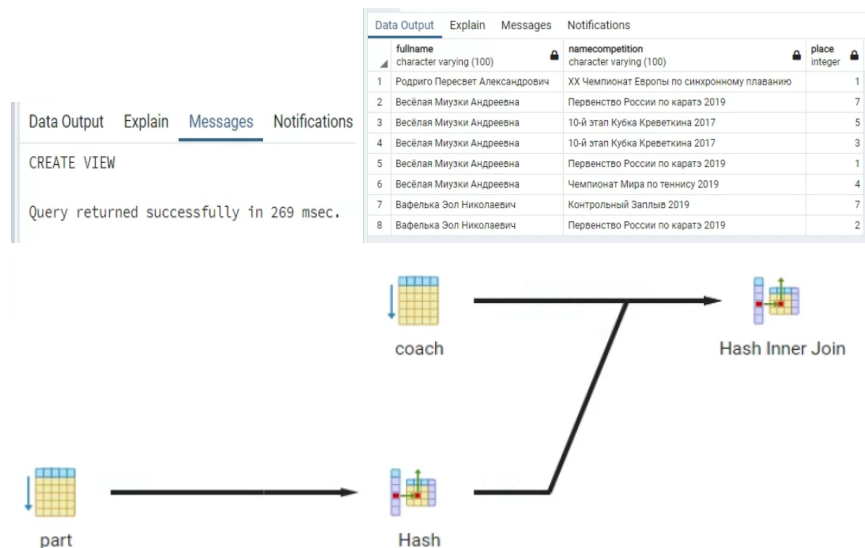 Data Output Explain Messages Notifications
CREATE VIEW
Query returned successfully in 269 msec.
Data Output Explain Messages Notifications
fullname namecompetition place
character varying (100) character varying (100) integer
1 Родриго Пересвет Александрович XX Чемпионат Европы по синхронному плаванию 1
2 Весёлая Миузки Андреевна Первенство России по каратэ 2019 7
3 Весёлая Миузки Андреевна 10-й этап Кубка Креветкина 2017 5
4 Весёлая Миузки Андреевна 10-й этап Кубка Креветкина 2017 3
5 Весёлая Миузки Андреевна Первенство России по каратэ 2019 1
6 Весёлая Миузки Андреевна Чемпионат Мира по теннису 2019 4
7 Вафелька Эол Николаевич Контрольный Заплыв 2019 7
8 Вафелька Эол Николаевич Первенство России по каратэ 2019 2
coach
Hash Inner Join
part
Hash